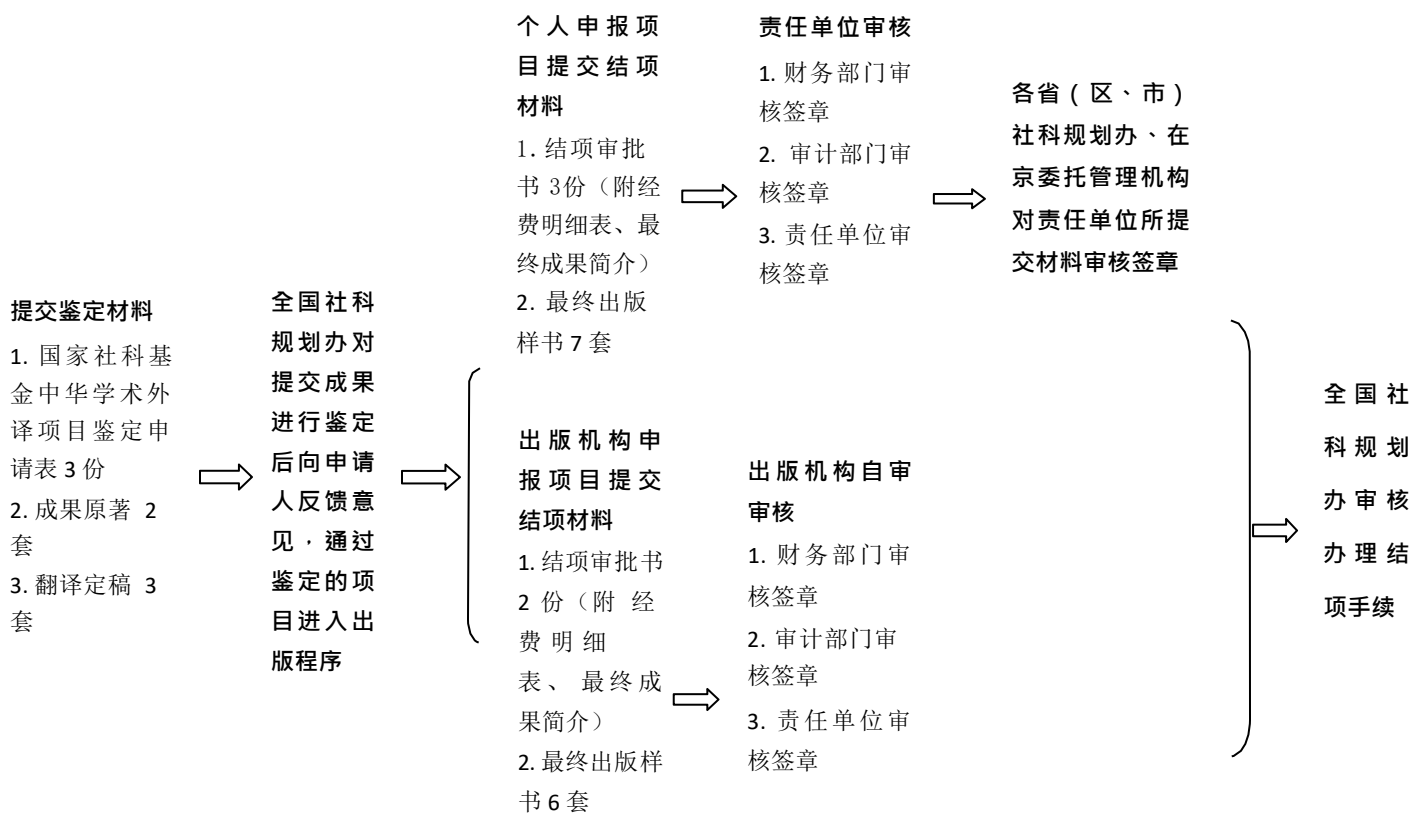 提交鉴定材料
1. 国家社科基
金中华学术外
译项目鉴定申
请表 3 份
2. 成果原著 2
套
3. 翻译定稿 3
套
全国社科
规划办对
提交成果
进行鉴定
后向申请
人反馈意
见，通过
鉴定的项
目进入出
版程序
个人申报项
目提交结项
材料
1. 结项审批
书 3份（附经
费明细表、最
终成果简介）
2. 最终出版
样书 7 套
责任单位审核
1. 财务部门审
核签章
2. 审计部门审
核签章
3. 责任单位审
核签章
各省（区、市）
社科规划办、在
京委托管理机构
对责任单位所提
交材料审核签章
出版机构申
报项目提交
结项材料
1. 结项审批书
2 份（附 经
费明细
表、 最终成
果简介）
2. 最终出版样
书 6 套
出版机构自审
审核
1. 财务部门审
核签章
2. 审计部门审
核签章
3. 责任单位审
核签章
全国社
科规划
办审核
办理结
项手续